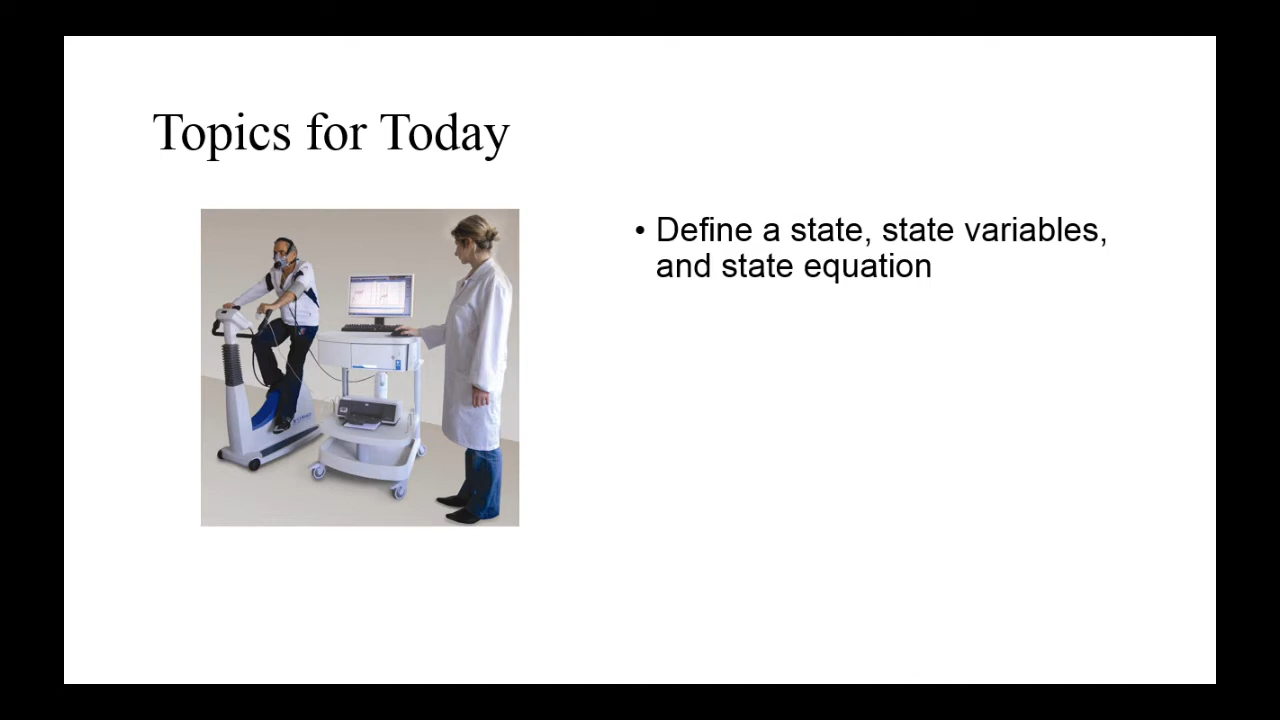 Topics for Today
• Define a state, state variables,
and state equation